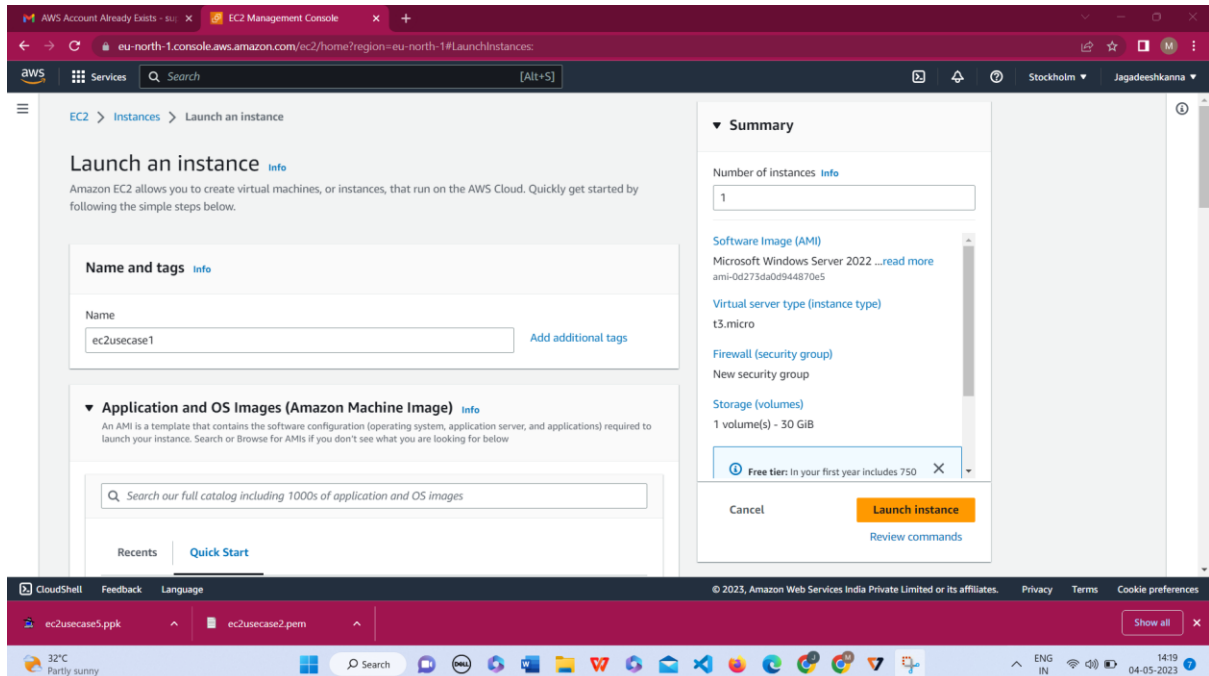 AWS Account Already Exists - sup
EC2 Management Console
eu-north-1.console.aws.amazon.com/ec2/home?region=eu-north-1#LaunchInstances:
M
aws
Services
Search
[Alt+S]
Stockholm
Jagadeeshkanna
EC2 > Instances > Launch an instance
Launch an instance Info
Amazon EC2 allows you to create virtual machines, or instances, that run on the AWS Cloud. Quickly get started by
following the simple steps below.
Name and tags Info
Name
ec2usecase1
Add additional tags
Application and OS Images (Amazon Machine Image) Info
An AMI is a template that contains the software configuration (operating system, application server, and applications) required to
launch your instance. Search or Browse for AMIs if you don't see what you are looking for below
Search our full catalog including 1000s of application and OS images
Recents
Quick Start
Summary
Number of instances Info
1
Software Image (AMI)
Microsoft Windows Server 2022 ...read more
ami-0d273da0d944870e5
Virtual server type (instance type)
t3.micro
Firewall (security group)
New security group
Storage (volumes)
1 volume(s) - 30 GiB
Free tier: In your first year includes 750
Cancel
Launch instance
Review commands
CloudShell
Feedback
Language
© 2023, Amazon Web Services India Private Limited or its affiliates.
Privacy
Terms
Cookie preferences
ec2usecase5.ppk
ec2usecase2.pem
Show all
32°C
Partly sunny
Search
ENG
IN
14:19
04-05-2023